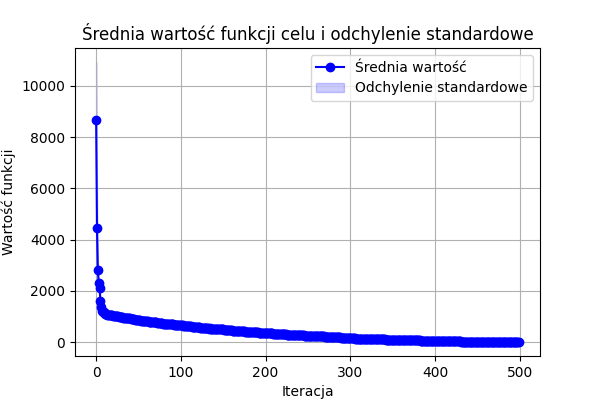 Średnia wartość funkcji celu i odchylenie standardowe
Średnia wartość
Odchylenie standardowe
Wartość funkcji
10000
8000
6000
4000
2000
0
0 100 200 300 400 500
Iteracja